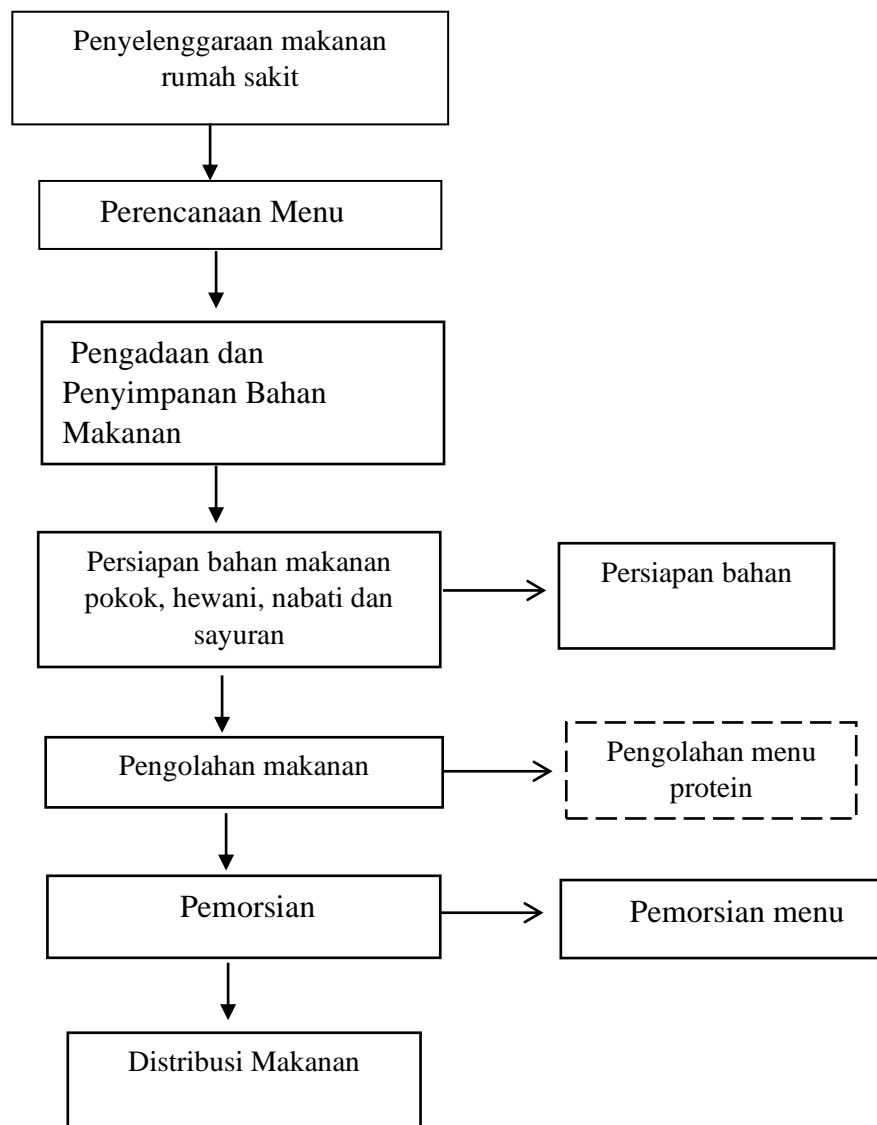 Penyelenggaraan makanan
rumah sakit
Perencanaan Menu
Pengadaan dan
Penyimpanan Bahan
Makanan
Persiapan bahan makanan
pokok, hewani, nabati dan
sayuran
Persiapan bahan
Pengolahan makanan
Pengolahan menu
protein
Pemorsian
Pemorsian menu
Distribusi Makanan